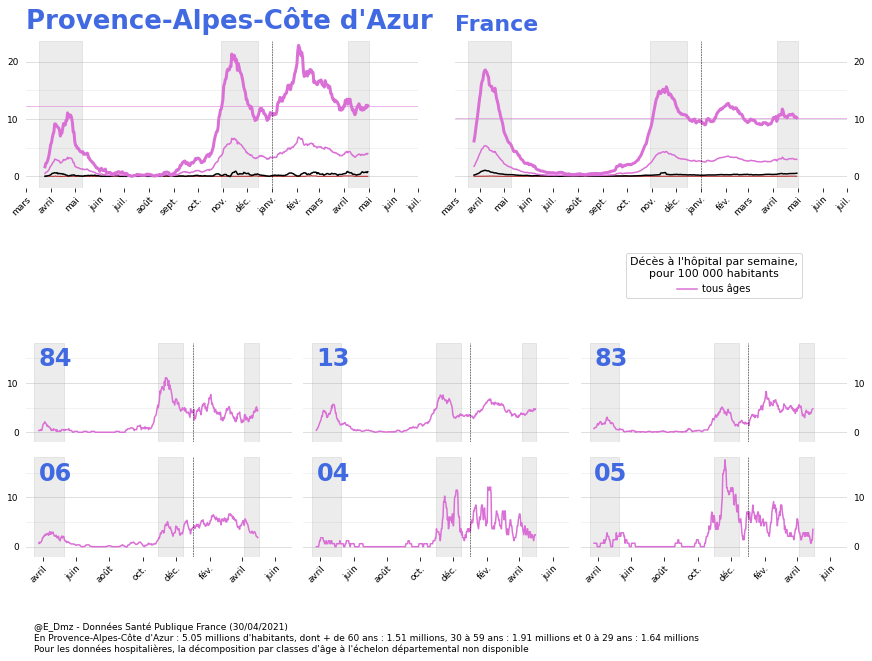 Provence-Alpes-Côte d'Azur
France
20
10
0
20
10
0
mars avril mai juin juil. août sept. oct. nov. déc. janv. fév. mars avril mai juin juil.
mars avril mai juin juil. août sept. oct. nov. déc. janv. fév. mars avril mai juin juil.
Décès à l'hôpital par semaine,
pour 100 000 habitants
tous âges
84
13
83
10
0
10
0
06
04
05
10
0
10
0
avril juin août oct. déc. fév. avril juin
avril juin août oct. déc. fév. avril juin
avril juin août oct. déc. fév. avril juin
@E_Dmz - Données Santé Publique France (30/04/2021)
En Provence-Alpes-Côte d'Azur : 5.05 millions d'habitants, dont + de 60 ans : 1.51 millions, 30 à 59 ans : 1.91 millions et 0 à 29 ans : 1.64 millions
Pour les données hospitalières, la décomposition par classes d'âge à l'échelon départemental non disponible